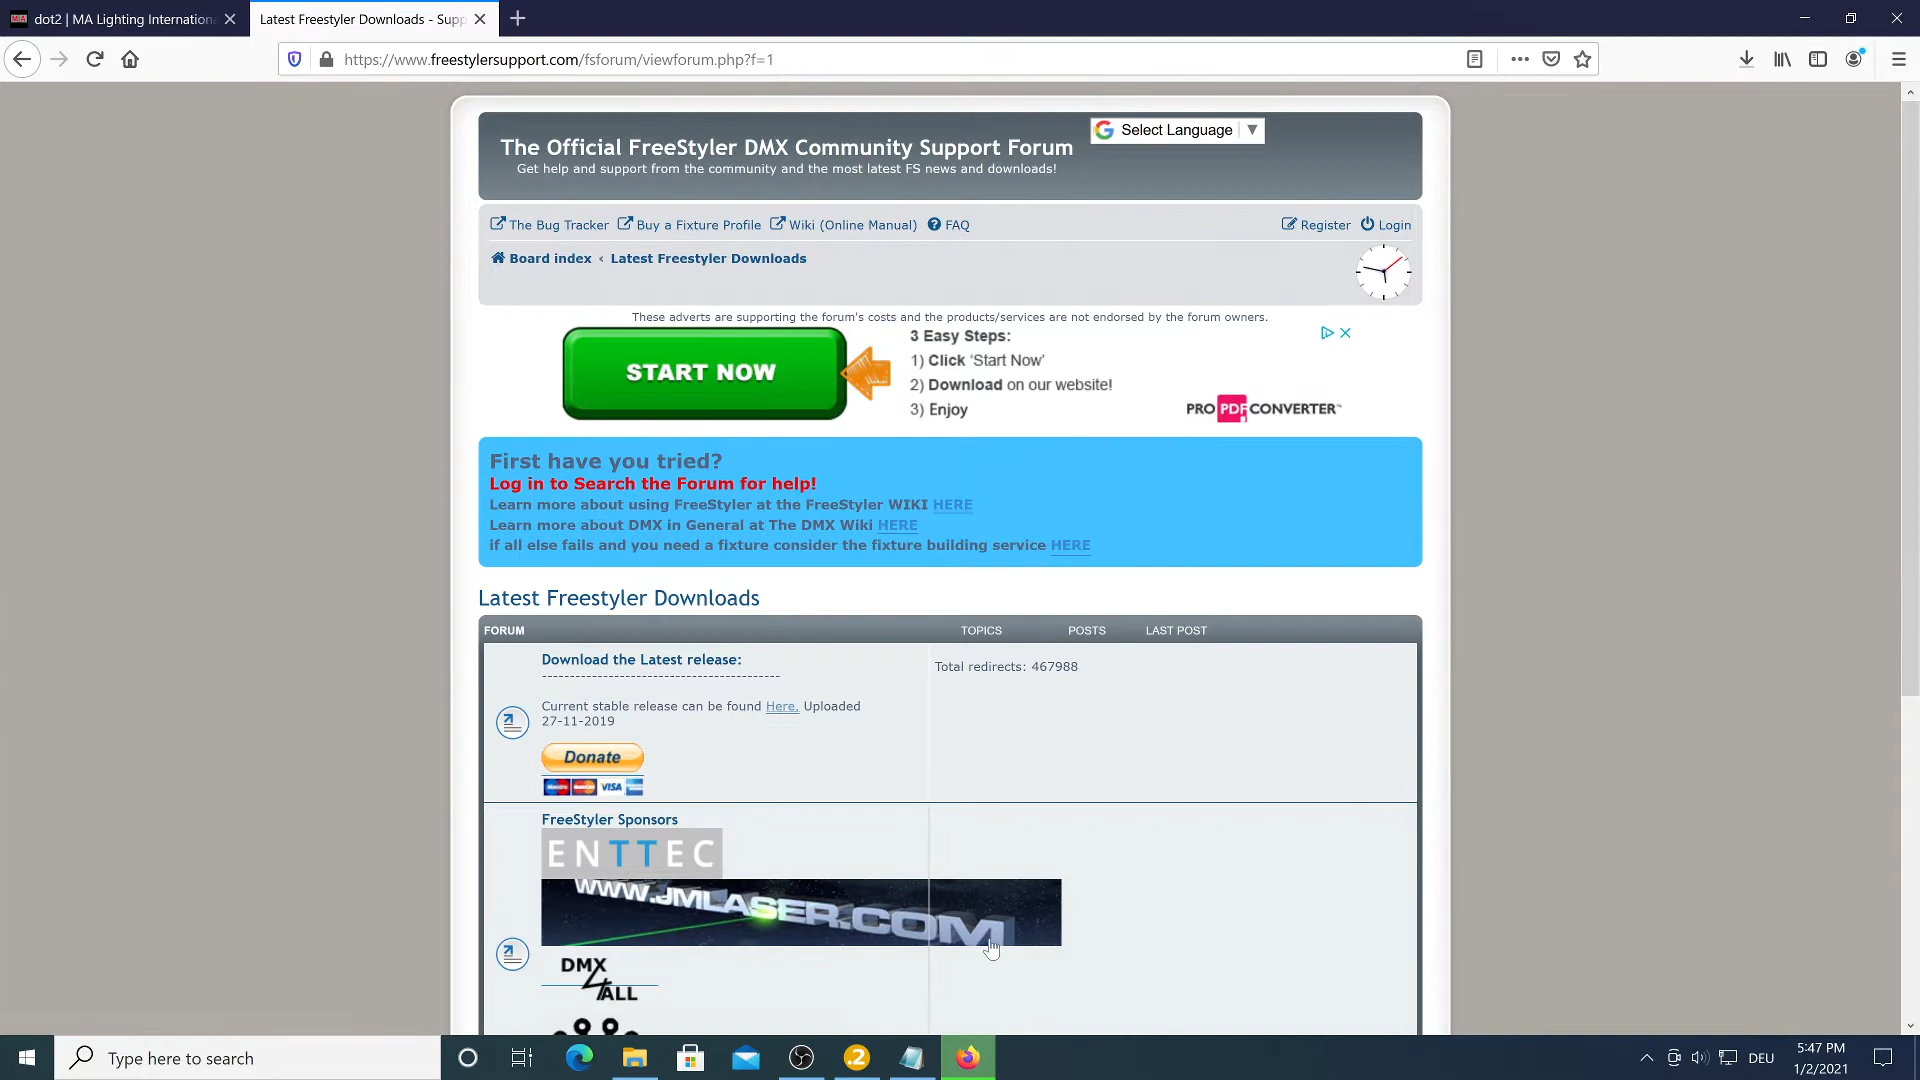 dot2 | MA Lighting Internation
Latest Freestyler Downloads - Supp
https://www.freestylersupport.com/fsforum/viewforum.php?f=1
The Official FreeStyler DMX Community Support Forum
Get help and support from the community and the most latest FS news and downloads!
Select Language
The Bug Tracker Buy a Fixture Profile Wiki (Online Manual) FAQ Register Login
Board index ‹ Latest Freestyler Downloads
These adverts are supporting the forum's costs and the products/services are not endorsed by the forum owners.
START NOW
3 Easy Steps:
1) Click 'Start Now'
2) Download on our website!
3) Enjoy
PRO PDF CONVERTER™
First have you tried?
Log in to Search the Forum for help!
Learn more about using FreeStyler at the FreeStyler WIKI HERE
Learn more about DMX in General at The DMX Wiki HERE
if all else fails and you need a fixture consider the fixture building service HERE
Latest Freestyler Downloads
FORUM TOPICS POSTS LAST POST
Download the Latest release:
-------------------------------------------
Total redirects: 467988
Current stable release can be found Here. Uploaded
27-11-2019
Donate
VISA
FreeStyler Sponsors
ENTTEC
WWW.JMLASER.COM
DMX
4ALL
Type here to search
.2
DEU
5:47 PM
1/2/2021